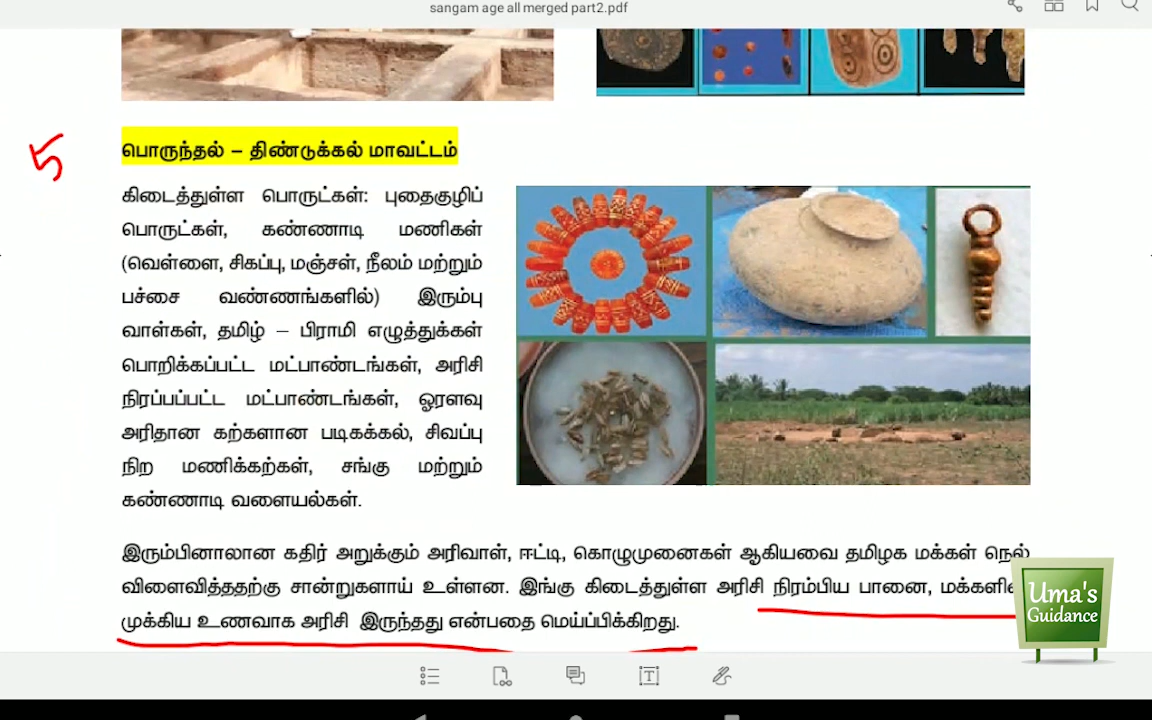 sangam age all merged part2.pdf
5
பொருந்தல் – திண்டுக்கல் மாவட்டம்
கிடைத்துள்ள பொருட்கள்: புதைகுழிப்
பொருட்கள், கண்ணாடி மணிகள்
(வெள்ளை, சிகப்பு, மஞ்சள், நீலம் மற்றும்
பச்சை வண்ணங்களில்) இரும்பு
வாள்கள், தமிழ் – பிராமி எழுத்துக்கள்
பொறிக்கப்பட்ட மட்பாண்டங்கள், அரிசி
நிரப்பப்பட்ட மட்பாண்டங்கள், ஓரளவு
அரிதான கற்களான படிகக்கல், சிவப்பு
நிற மணிக்கற்கள், சங்கு மற்றும்
கண்ணாடி வளையல்கள்.
இரும்பினாலான கதிர் அறுக்கும் அரிவாள், ஈட்டி, கொழுமுனைகள் ஆகியவை தமிழக மக்கள் நெல்
விளைவித்ததற்கு சான்றுகளாய் உள்ளன. இங்கு கிடைத்துள்ள அரிசி நிரம்பிய பானை,
முக்கிய உணவாக அரிசி இருந்தது என்பதை மெய்ப்பிக்கிறது.
Uma's
Guidance